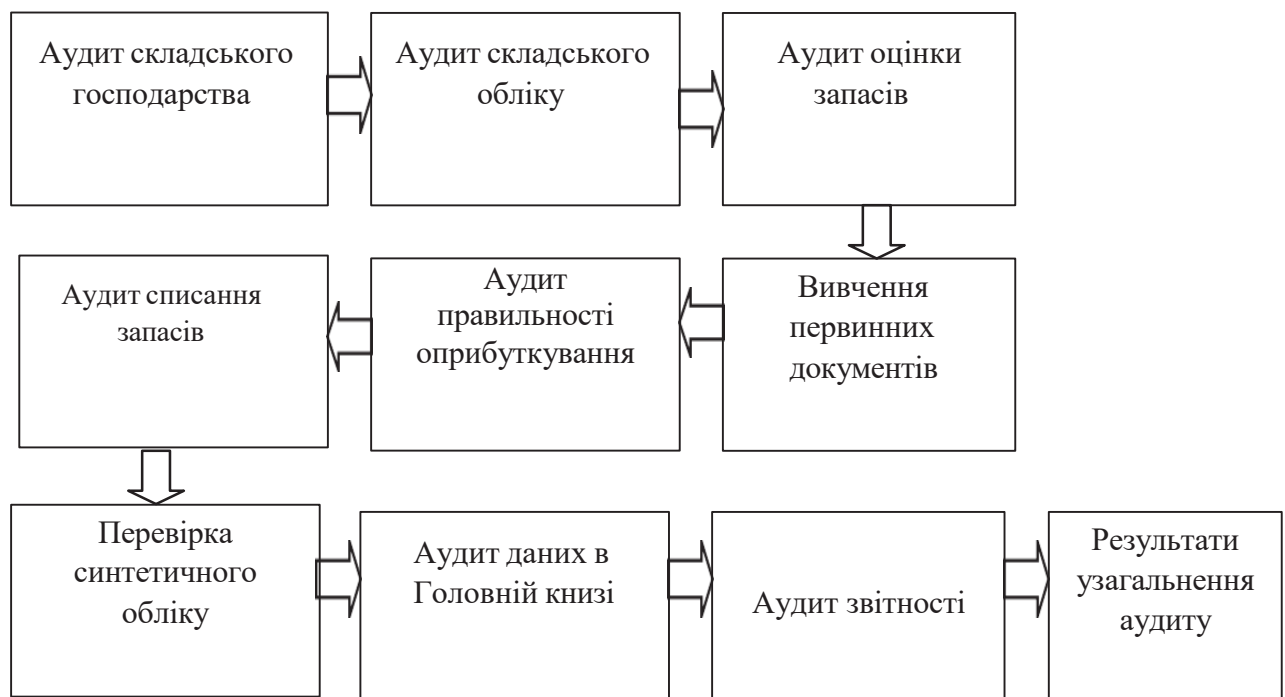 Аудит складського
господарства
Аудит складського
обліку
Аудит оцінки
запасів
Вивчення
первинних
документів
Аудит
правильності
оприбуткування
Аудит списання
запасів
Перевірка
синтетичного
обліку
Аудит даних в
Головній книзі
Аудит звітності
Результати
узагальнення
аудиту